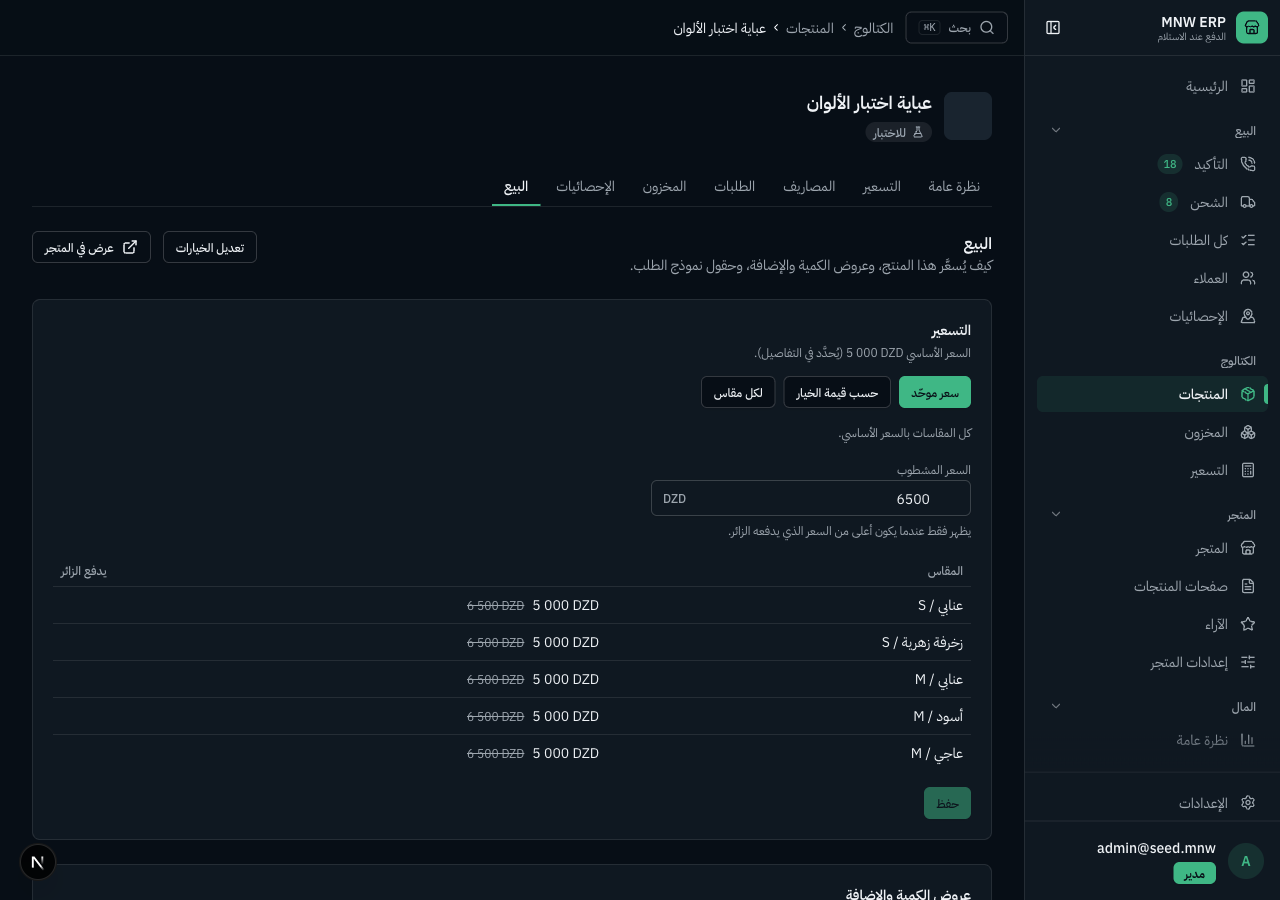 MNW ERP
الدفع عند الاستلام
الرئيسية
البيع
التأكيد 18
الشحن 8
كل الطلبات
العملاء
الإحصائيات
الكتالوج
المنتجات
المخزون
التسعير
المتجر
المتجر
صفحات المنتجات
الآراء
إعدادات المتجر
المال
نظرة عامة
الإعدادات
A admin@seed.mnw
مدير
بحث ⌘K
الكتالوج › المنتجات › عباية اختبار الألوان
عباية اختبار الألوان
للاختبار
نظرة عامة التسعير المصاريف الطلبات المخزون الإحصائيات البيع
البيع
كيف يُسعَّر هذا المنتج، وعروض الكمية والإضافة، وحقول نموذج الطلب.
تعديل الخيارات عرض في المتجر
التسعير
السعر الأساسي 5 000 DZD (يُحدَّد في التفاصيل).
سعر موحّد حسب قيمة الخيار لكل مقاس
كل المقاسات بالسعر الأساسي.
السعر المشطوب
6500 DZD
يظهر فقط عندما يكون أعلى من السعر الذي يدفعه الزائر.
المقاس يدفع الزائر
عنابي / S 5 000 DZD 6 500 DZD
زخرفة زهرية / S 5 000 DZD 6 500 DZD
عنابي / M 5 000 DZD 6 500 DZD
أسود / M 5 000 DZD 6 500 DZD
عاجي / M 5 000 DZD 6 500 DZD
حفظ
عروض الكمية والإضافة
N